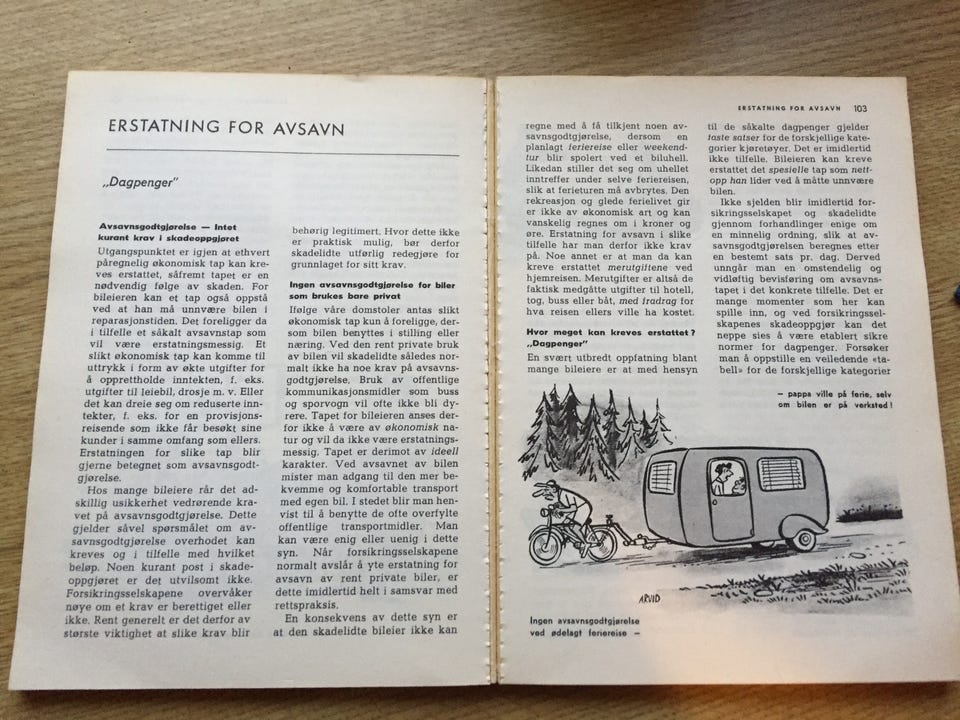 ERSTATNING FOR AVSAVN
„Dagpenger"
Avsavnsgodtgjørelse — Intet
kurant krav i skadeoppgjøret
Utgangspunktet er igjen at ethvert
påregnelig økonomisk tap kan kre-
ves erstattet, såfremt tapet er en
nødvendig følge av skaden. For
bileieren kan et tap også oppstå
ved at han må unnvære bilen i
reparasjonstiden. Det foreligger da
i tilfelle et såkalt avsavnstap som
vil være erstatningsmessig. Et
slikt økonomisk tap kan komme til
uttrykk i form av økte utgifter for
å opprettholde inntekten, f. eks.
utgifter til leiebil, drosje m. v. Eller
det kan dreie seg om reduserte inn-
tekter, f. eks. for en provisjons-
reisende som ikke får besøkt sine
kunder i samme omfang som ellers.
Erstatningen for slike tap blir
gjerne betegnet som avsavnsgodt-
gjørelse.
Hos mange bileiere rår det ad-
skillig usikkerhet vedrørende kra-
vet på avsavnsgodtgjørelse. Dette
gjelder såvel spørsmålet om av-
savnsgodtgjørelse overhodet kan
kreves og i tilfelle med hvilket
beløp. Noen kurant post i skade-
oppgjøret er det utvilsomt ikke.
Forsikringsselskapene overvåker
nøye om et krav er berettiget eller
ikke. Rent generelt er det derfor av
største viktighet at slike krav blir
behørig legitimert. Hvor dette ikke
er praktisk mulig, bør derfor
skadelidte utførlig redegjøre for
grunnlaget for sitt krav.
Ingen avsavnsgodtgjørelse for biler
som brukes bare privat
Ifølge våre domstoler antas slikt
økonomisk tap kun å foreligge, der-
som bilen benyttes i stilling eller
næring. Ved den rent private bruk
av bilen vil skadelidte således nor-
malt ikke ha noe krav på avsavns-
godtgjørelse. Bruk av offentlige
kommunikasjonsmidler som buss
og sporvogn vil ofte ikke bli dy-
rere. Tapet for bileieren anses der-
for ikke å være av økonomisk na-
tur og vil da ikke være erstatnings-
messig. Tapet er derimot av ideell
karakter. Ved avsavnet av bilen
mister man adgang til den mer be-
kvemme og komfortable transport
med egen bil. I stedet blir man hen-
vist til å benytte de ofte overfylte
offentlige transportmidler. Man
kan være enig eller uenig i dette
syn. Når forsikringsselskapene
normalt avslår å yte erstatning for
avsavn av rent private biler, er
dette imidlertid helt i samsvar med
rettspraksis.
En konsekvens av dette syn er
at den skadelidte bileier ikke kan
ERSTATNING FOR AVSAVN 103
regne med å få tilkjent noen av-
savnsgodtgjørelse, dersom en
planlagt feriereise eller weekend-
tur blir spolert ved et biluhell.
Likedan stiller det seg om uhellet
inntreffer under selve feriereisen,
slik at ferieturen må avbrytes. Den
rekreasjon og glede ferielivet gir
er ikke av økonomisk art og kan
vanskelig regnes om i kroner og
øre. Erstatning for avsavn i slike
tilfelle har man derfor ikke krav
på. Noe annet er at man da kan
kreve erstattet merutgiftene ved
hjemreisen. Merutgifter er altså de
faktisk medgåtte utgifter til hotell,
tog, buss eller båt, med fradrag for
hva reisen ellers ville ha kostet.
Hvor meget kan kreves erstattet?
„Dagpenger"
En svært utbredt oppfatning blant
mange bileiere er at med hensyn
til de såkalte dagpenger gjelder
faste satser for de forskjellige kate-
gorier kjøretøyer. Det er imidlertid
ikke tilfelle. Bileieren kan kreve
erstattet det spesielle tap som nett-
opp han lider ved å måtte unnvære
bilen.
Ikke sjelden blir imidlertid for-
sikringsselskapet og skadelidte
gjennom forhandlinger enige om
en minnelig ordning, slik at av-
savnsgodtgjørelsen beregnes etter
en bestemt sats pr. dag. Derved
unngår man en omstendelig og
vidløftig bevisføring om avsavns-
tapet i det konkrete tilfelle. Det er
mange momenter som her kan
spille inn, og ved forsikringssel-
skapenes skadeoppgjør kan det
neppe sies å være etablert sikre
normer for dagpenger. Forsøker
man å oppstille en veiledende «ta-
bell» for de forskjellige kategorier
— pappa ville på ferie, selv
om bilen er på verksted!
ARVID
Ingen avsavnsgodtgjørelse
ved ødelagt feriereise —